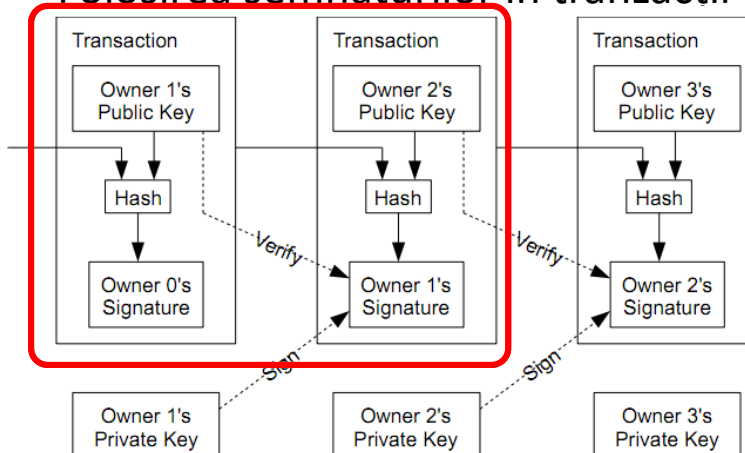 Transaction
Transaction
Transaction
Owner 1's
Public Key
Owner 2's
Public Key
Owner 3's
Public Key
Hash
Hash
Hash
Verify
Verify
Owner 0's
Signature
Owner 1's
Signature
Owner 2's
Signature
Sign
Sign
Owner 1's
Private Key
Owner 2's
Private Key
Owner 3's
Private Key